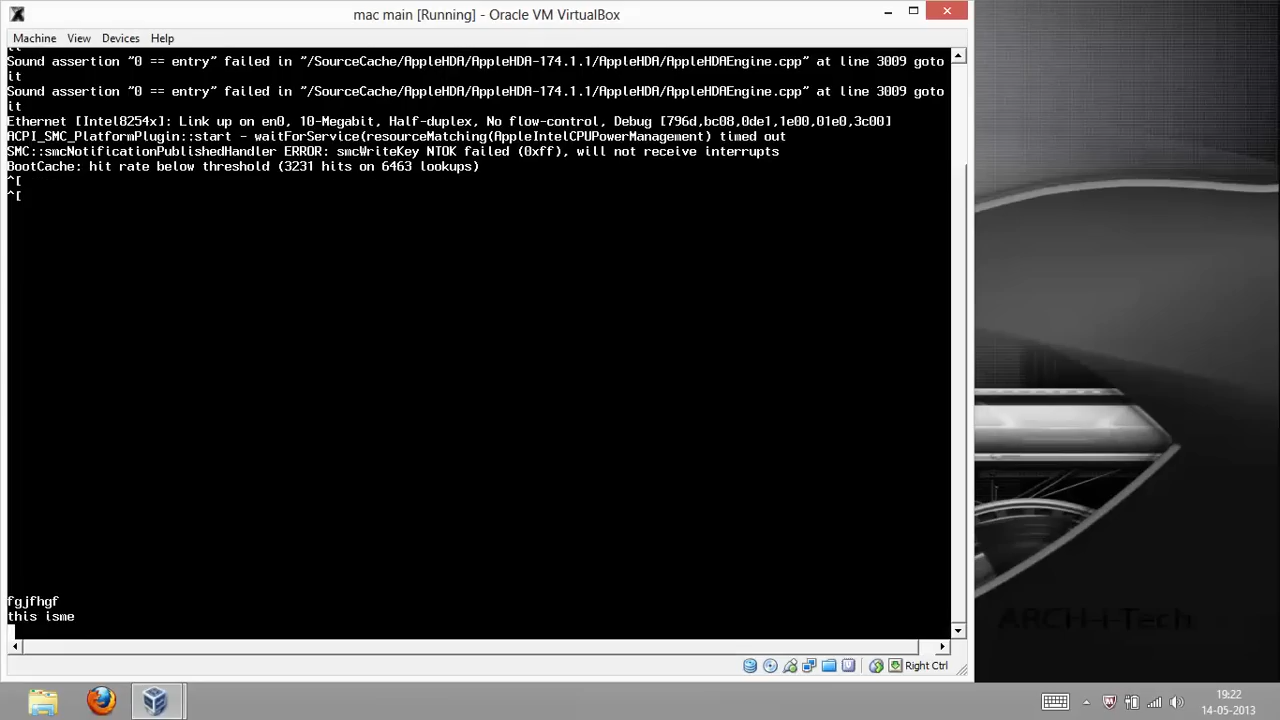 mac main [Running] - Oracle VM VirtualBox
Machine View Devices Help
Sound assertion "0 == entry" failed in "/SourceCache/AppleHDA/AppleHDA-174.1.1/AppleHDA/AppleHDAEngine.cpp" at line 3009 goto
it
Sound assertion "0 == entry" failed in "/SourceCache/AppleHDA/AppleHDA-174.1.1/AppleHDA/AppleHDAEngine.cpp" at line 3009 goto
it
Ethernet [Intel8254x]: Link up on en0, 10-Megabit, Half-duplex, No flow-control, Debug [796d,bc08,0de1,1e00,01e0,3c00]
ACPI_SMC_PlatformPlugin::start - waitForService(resourceMatching(AppleIntelCPUPowerManagement) timed out
SMC::smcNotificationPublishedHandler ERROR: smcWriteKey NTOK failed (0xff), will not receive interrupts
BootCache: hit rate below threshold (3231 hits on 6463 lookups)
^[
^[
fgjfhgf
this isme
Right Ctrl
ARCH-i-Tech
19:22
14-05-2013